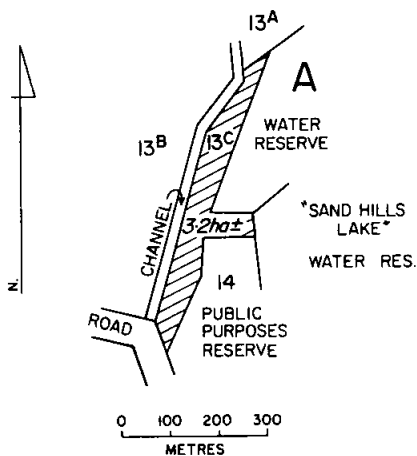 13A
A
13B
13C
WATER
RESERVE
CHANNEL
3·2ha±
"SAND HILLS
LAKE"
WATER RES.
14
PUBLIC
PURPOSES
RESERVE
ROAD
N.
0 100 200 300
METRES